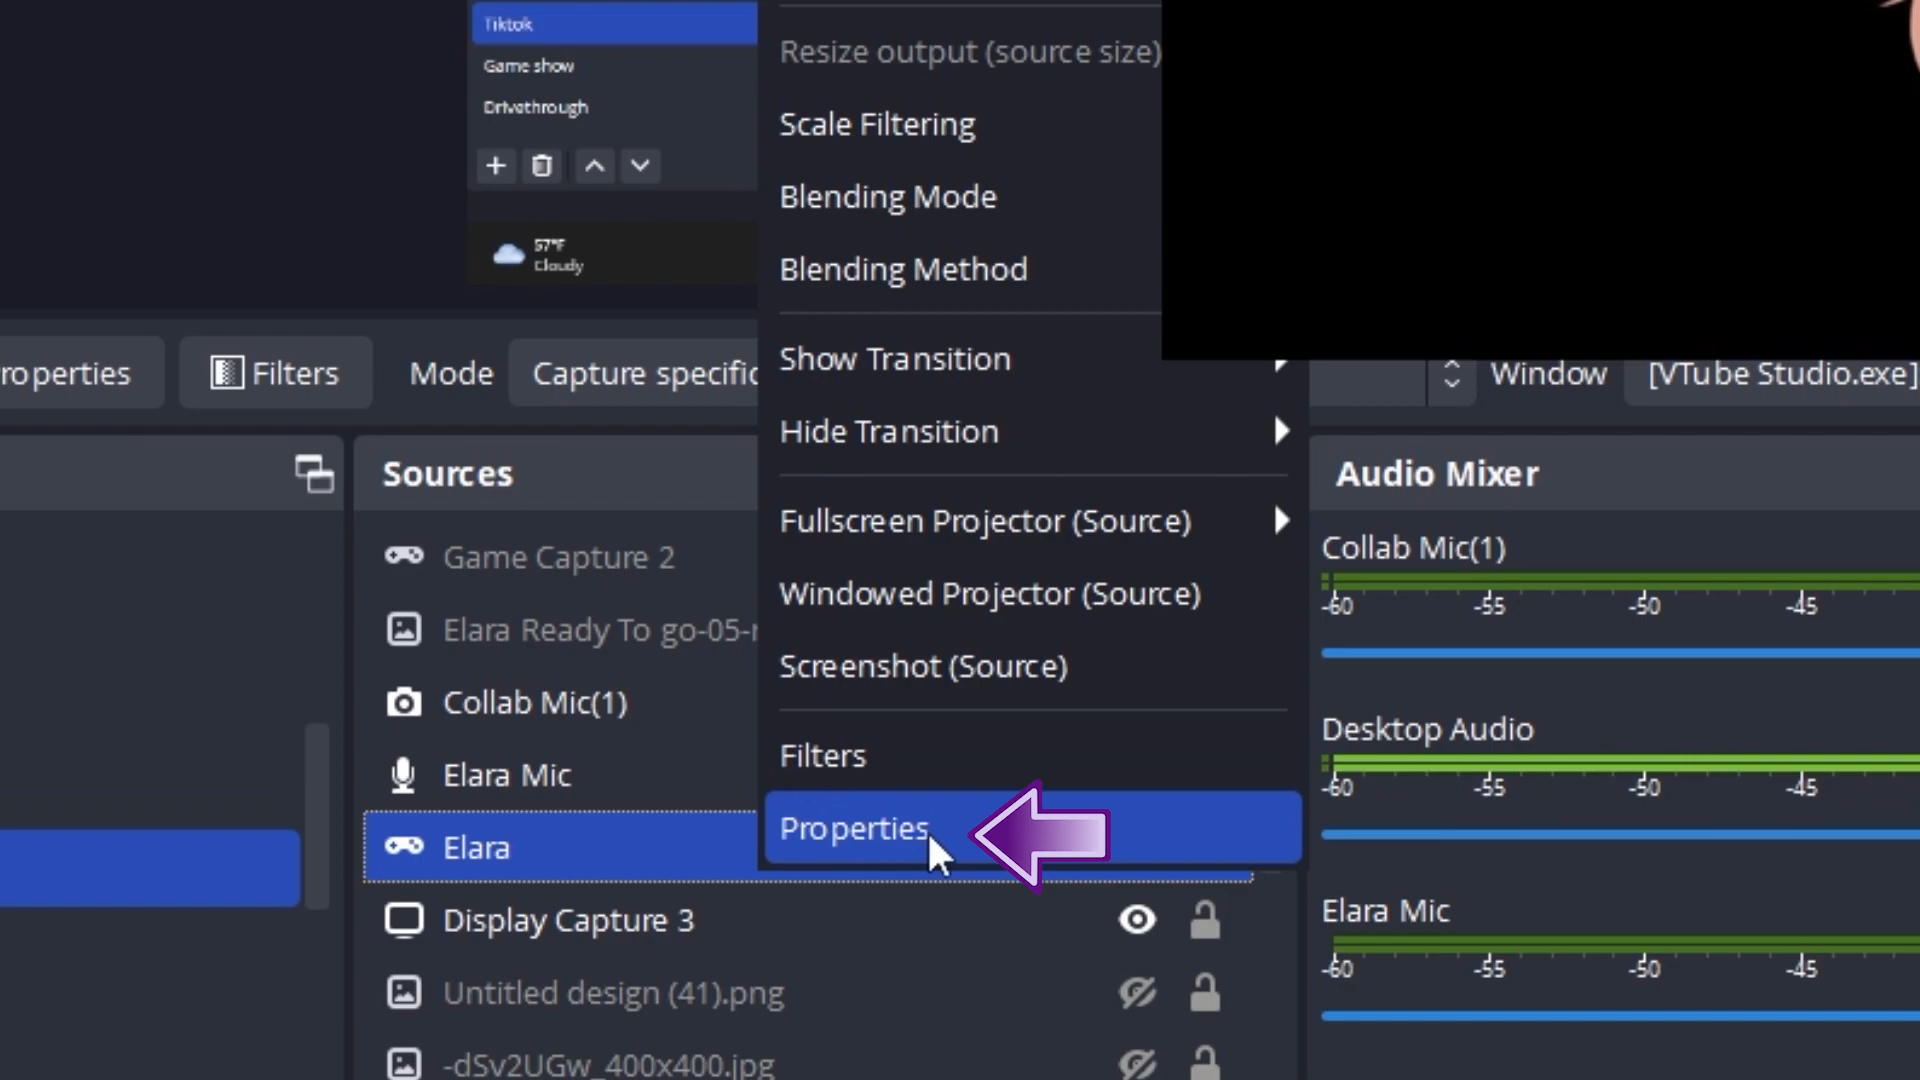 Tiktok
Game show
Drivethrough
57°F
Cloudy
Resize output (source size)
Scale Filtering
Blending Mode
Blending Method
Show Transition
Hide Transition
Fullscreen Projector (Source)
Windowed Projector (Source)
Screenshot (Source)
Filters
Properties
roperties
Filters
Mode
Capture specific
Window
[VTube Studio.exe]
Sources
Game Capture 2
Elara Ready To go-05-r
Collab Mic(1)
Elara Mic
Elara
Display Capture 3
Untitled design (41).png
-dSv2UGw_400x400.jpg
Audio Mixer
Collab Mic(1)
-60 -55 -50 -45
Desktop Audio
-60 -55 -50 -45
Elara Mic
-60 -55 -50 -45